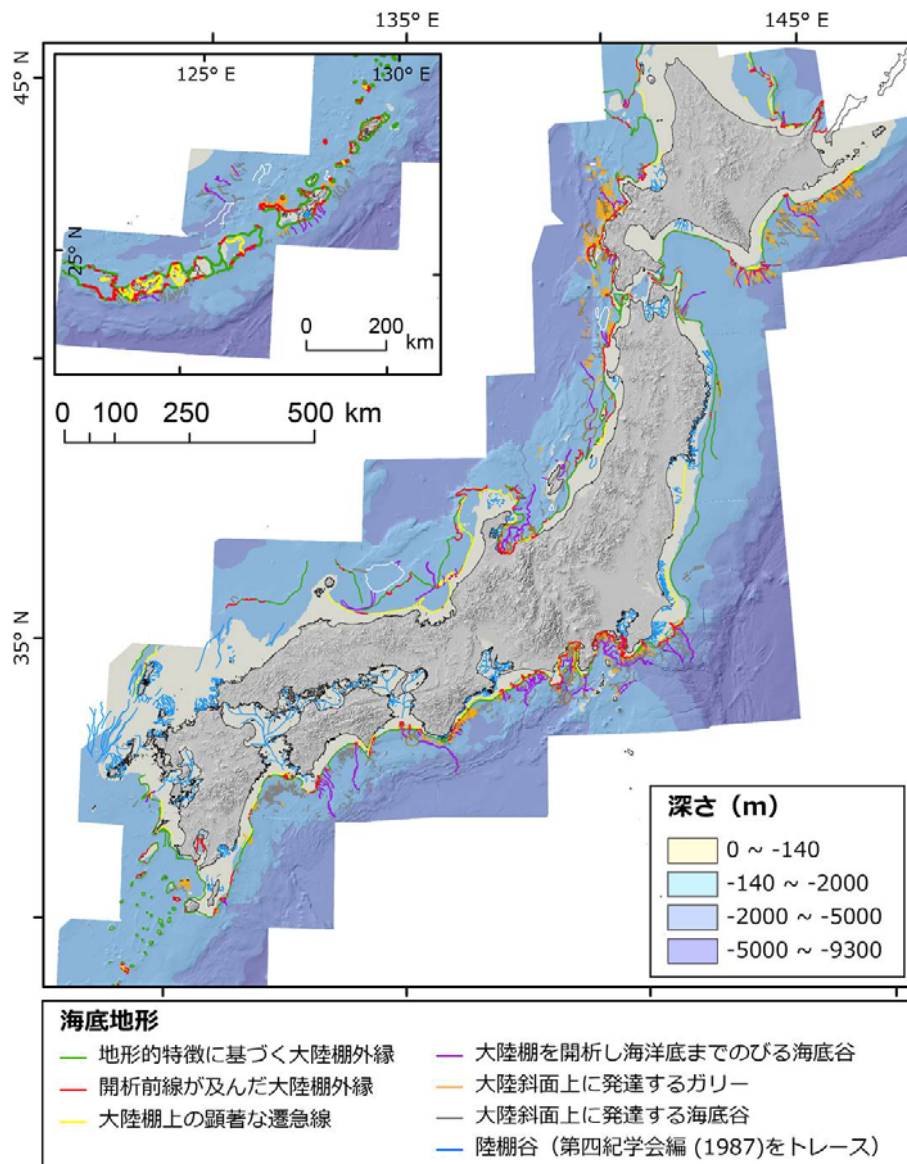 135° E
145° E
45° N
125° E
130° E
25° N
0
200
km
0 100 250 500 km
35° N
深さ（m）
0 ~ -140
-140 ~ -2000
-2000 ~ -5000
-5000 ~ -9300
海底地形
地形的特徴に基づく大陸棚外縁
開析前線が及んだ大陸棚外縁
大陸棚上の顕著な遷急線
大陸棚を開析し海洋底までのびる海底谷
大陸斜面上に発達するガリー
大陸斜面上に発達する海底谷
陸棚谷（第四紀学会編 (1987)をトレース）